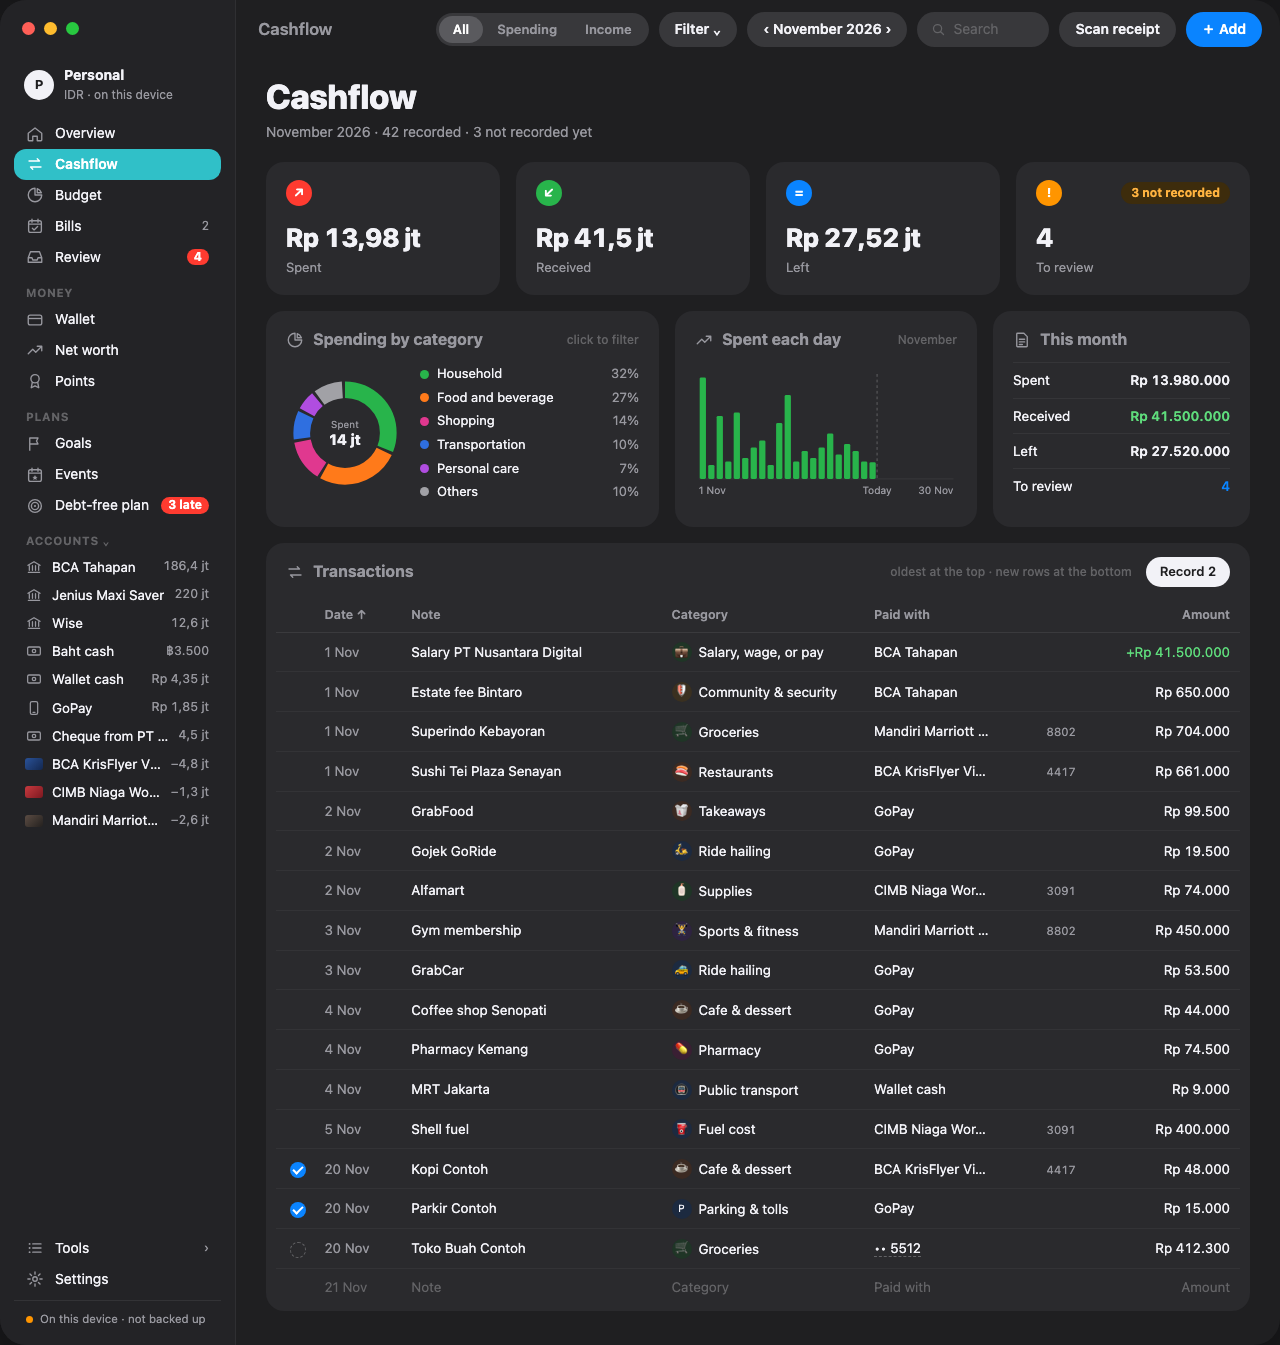 Cashflow
All
Spending
Income
Filter
‹ November 2026 ›
Search
Scan receipt
+ Add
P
Personal
IDR · on this device
Overview
Cashflow
Budget
Bills 2
Review 4
MONEY
Wallet
Net worth
Points
PLANS
Goals
Events
Debt-free plan 3 late
ACCOUNTS
BCA Tahapan 186,4 jt
Jenius Maxi Saver 220 jt
Wise 12,6 jt
Baht cash ฿3.500
Wallet cash Rp 4,35 jt
GoPay Rp 1,85 jt
Cheque from PT ... 4,5 jt
BCA KrisFlyer V... −4,8 jt
CIMB Niaga Wo... −1,3 jt
Mandiri Marriot... −2,6 jt
Tools ›
Settings
On this device · not backed up
Cashflow
November 2026 · 42 recorded · 3 not recorded yet
Rp 13,98 jt
Spent
Rp 41,5 jt
Received
=
Rp 27,52 jt
Left
! 3 not recorded
4
To review
Spending by category click to filter
Spent
14 jt
Household 32%
Food and beverage 27%
Shopping 14%
Transportation 10%
Personal care 7%
Others 10%
Spent each day November
1 Nov Today 30 Nov
This month
Spent Rp 13.980.000
Received Rp 41.500.000
Left Rp 27.520.000
To review 4
Transactions oldest at the top · new rows at the bottom Record 2
Date ↑ Note Category Paid with Amount
1 Nov Salary PT Nusantara Digital Salary, wage, or pay BCA Tahapan +Rp 41.500.000
1 Nov Estate fee Bintaro Community & security BCA Tahapan Rp 650.000
1 Nov Superindo Kebayoran Groceries Mandiri Marriott ... 8802 Rp 704.000
1 Nov Sushi Tei Plaza Senayan Restaurants BCA KrisFlyer Vi... 4417 Rp 661.000
2 Nov GrabFood Takeaways GoPay Rp 99.500
2 Nov Gojek GoRide Ride hailing GoPay Rp 19.500
2 Nov Alfamart Supplies CIMB Niaga Wor... 3091 Rp 74.000
3 Nov Gym membership Sports & fitness Mandiri Marriott ... 8802 Rp 450.000
3 Nov GrabCar Ride hailing GoPay Rp 53.500
4 Nov Coffee shop Senopati Cafe & dessert GoPay Rp 44.000
4 Nov Pharmacy Kemang Pharmacy GoPay Rp 74.500
4 Nov MRT Jakarta Public transport Wallet cash Rp 9.000
5 Nov Shell fuel Fuel cost CIMB Niaga Wor... 3091 Rp 400.000
20 Nov Kopi Contoh Cafe & dessert BCA KrisFlyer Vi... 4417 Rp 48.000
20 Nov Parkir Contoh P Parking & tolls GoPay Rp 15.000
20 Nov Toko Buah Contoh Groceries •• 5512 Rp 412.300
21 Nov Note Category Paid with Amount